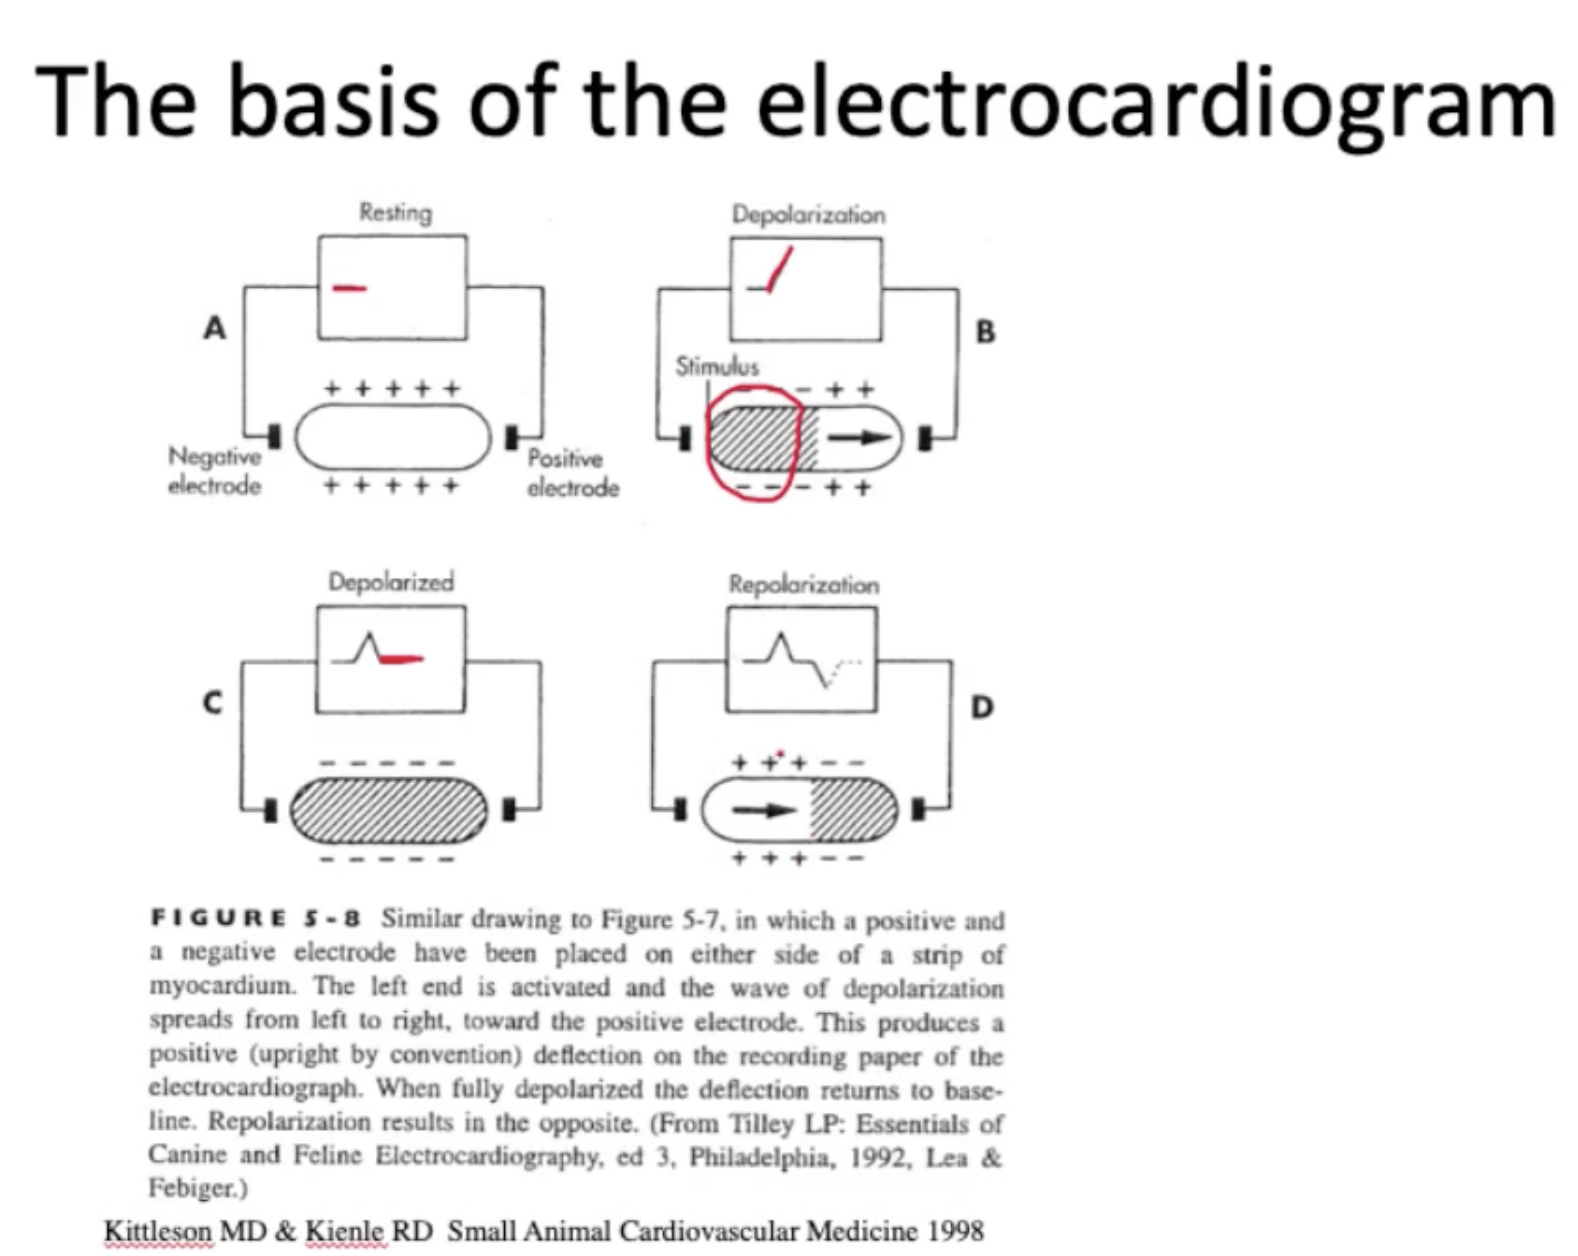 The basis of the electrocardiogram
Resting
A
+ + + + +
Negative
electrode
Positive
electrode
+ + + + +
Depolarization
B
Stimulus
- - - + +
- - - + +
Depolarized
C
- - - - -
- - - - -
Repolarization
D
+ + + - -
+ + + - -
FIGURE 5-8 Similar drawing to Figure 5-7, in which a positive and
a negative electrode have been placed on either side of a strip of
myocardium. The left end is activated and the wave of depolarization
spreads from left to right, toward the positive electrode. This produces a
positive (upright by convention) deflection on the recording paper of the
electrocardiograph. When fully depolarized the deflection returns to base-
line. Repolarization results in the opposite. (From Tilley LP: Essentials of
Canine and Feline Electrocardiography, ed 3, Philadelphia, 1992, Lea &
Febiger.)
Kittleson MD & Kienle RD Small Animal Cardiovascular Medicine 1998